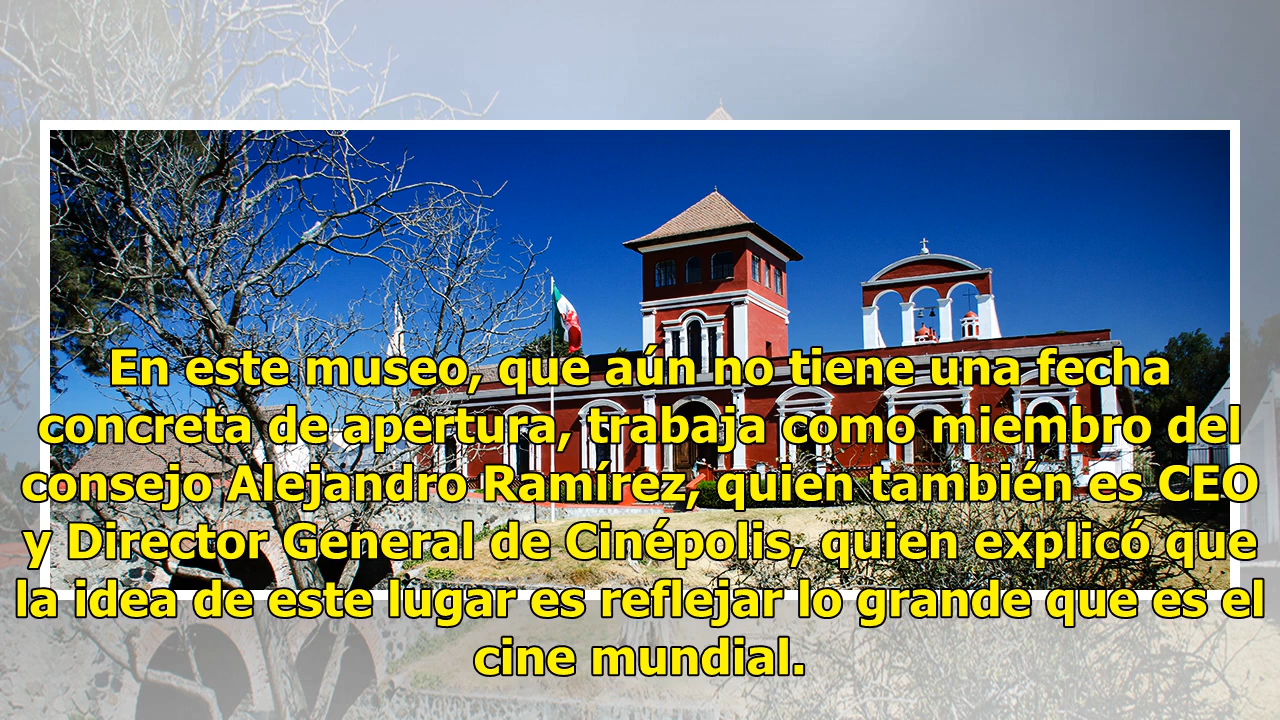 En este museo, que aún no tiene una fecha
concreta de apertura, trabaja como miembro del
consejo Alejandro Ramírez, quien también es CEO
y Director General de Cinépolis, quien explicó que
la idea de este lugar es reflejar lo grande que es el
cine mundial.